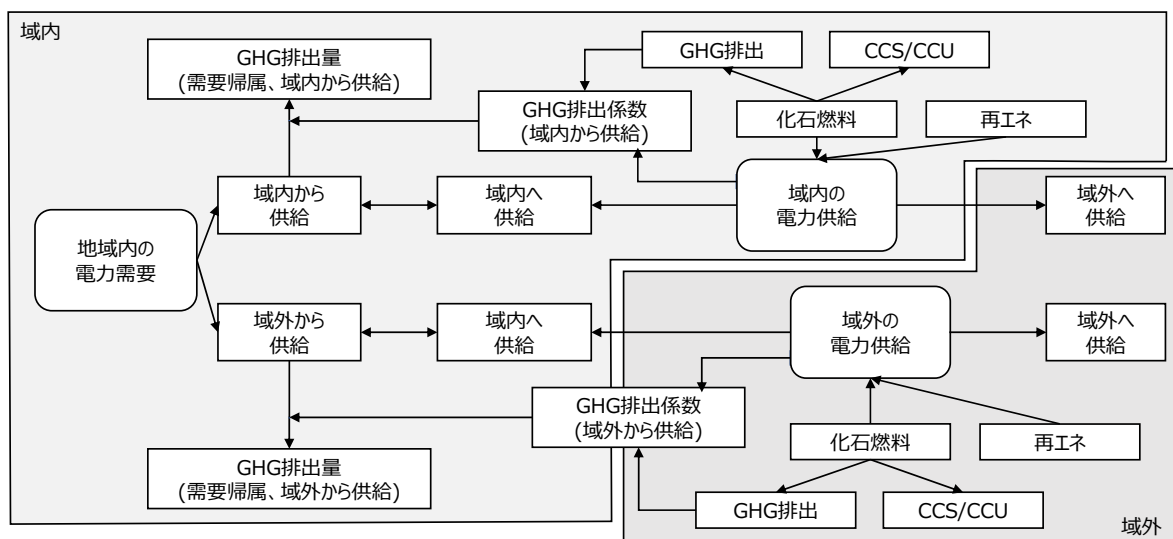 域内
GHG排出量
(需要帰属、域内から供給)
GHG排出
CCS/CCU
GHG排出係数
(域内から供給)
化石燃料
再エネ
域内から
供給
域内へ
供給
域内の
電力供給
域外へ
供給
地域内の
電力需要
域外から
供給
域内へ
供給
域外の
電力供給
域外へ
供給
GHG排出係数
(域外から供給)
化石燃料
再エネ
GHG排出量
(需要帰属、域外から供給)
GHG排出
CCS/CCU
域外